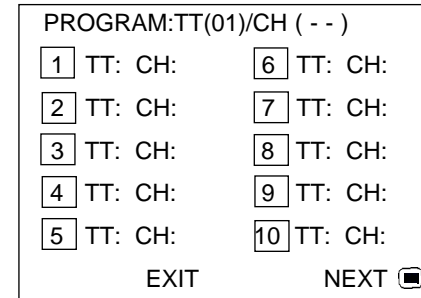 PROGRAM:TT(01)/CH ( - - )
1 TT: CH: 6 TT: CH:
2 TT: CH: 7 TT: CH:
3 TT: CH: 8 TT: CH:
4 TT: CH: 9 TT: CH:
5 TT: CH: 10 TT: CH:
EXIT NEXT